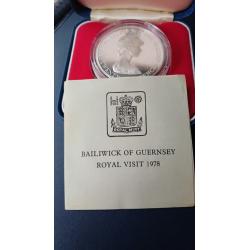 ROYAL MINT
BAILIWICK OF GUERNSEY
ROYAL VISIT 1978